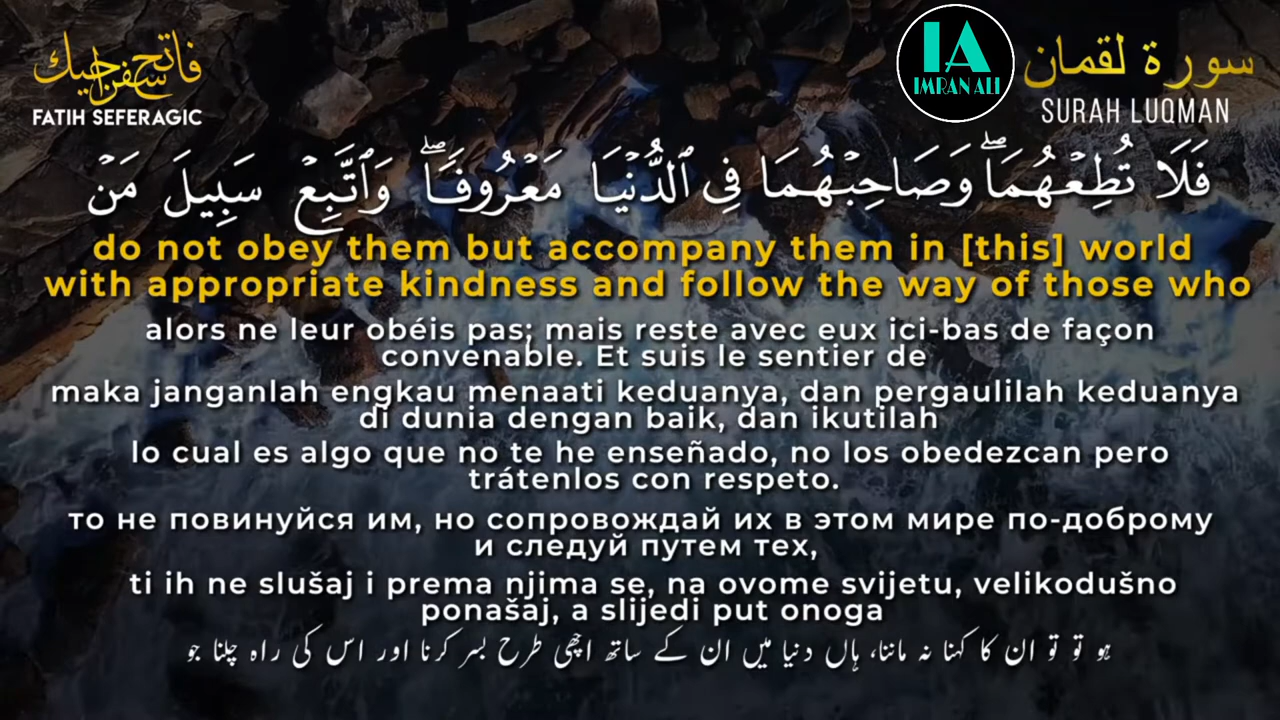 فاتح سفرآجيك
FATIH SEFERAGIC
IA
IMRAN ALI
سورة لقمان
SURAH LUQMAN
فَلَا تُطِعْهُمَا ۖ وَصَاحِبْهُمَا فِي ٱلدُّنْيَا مَعْرُوفًا ۖ وَٱتَّبِعْ سَبِيلَ مَنْ
do not obey them but accompany them in [this] world
with appropriate kindness and follow the way of those who
alors ne leur obéis pas; mais reste avec eux ici-bas de façon
convenable. Et suis le sentier de
maka janganlah engkau menaati keduanya, dan pergaulilah keduanya
di dunia dengan baik, dan ikutilah
lo cual es algo que no te he enseñado, no los obedezcan pero
trátenlos con respeto.
то не повинуйся им, но сопровождай их в этом мире по-доброму
и следуй путем тех,
ti ih ne slušaj i prema njima se, na ovome svijetu, velikodušno
ponašaj, a slijedi put onoga
ہو تو تو ان کا کہنا نہ ماننا، ہاں دنیا میں ان کے ساتھ اچھی طرح بسر کرنا اور اس کی راہ چلنا جو